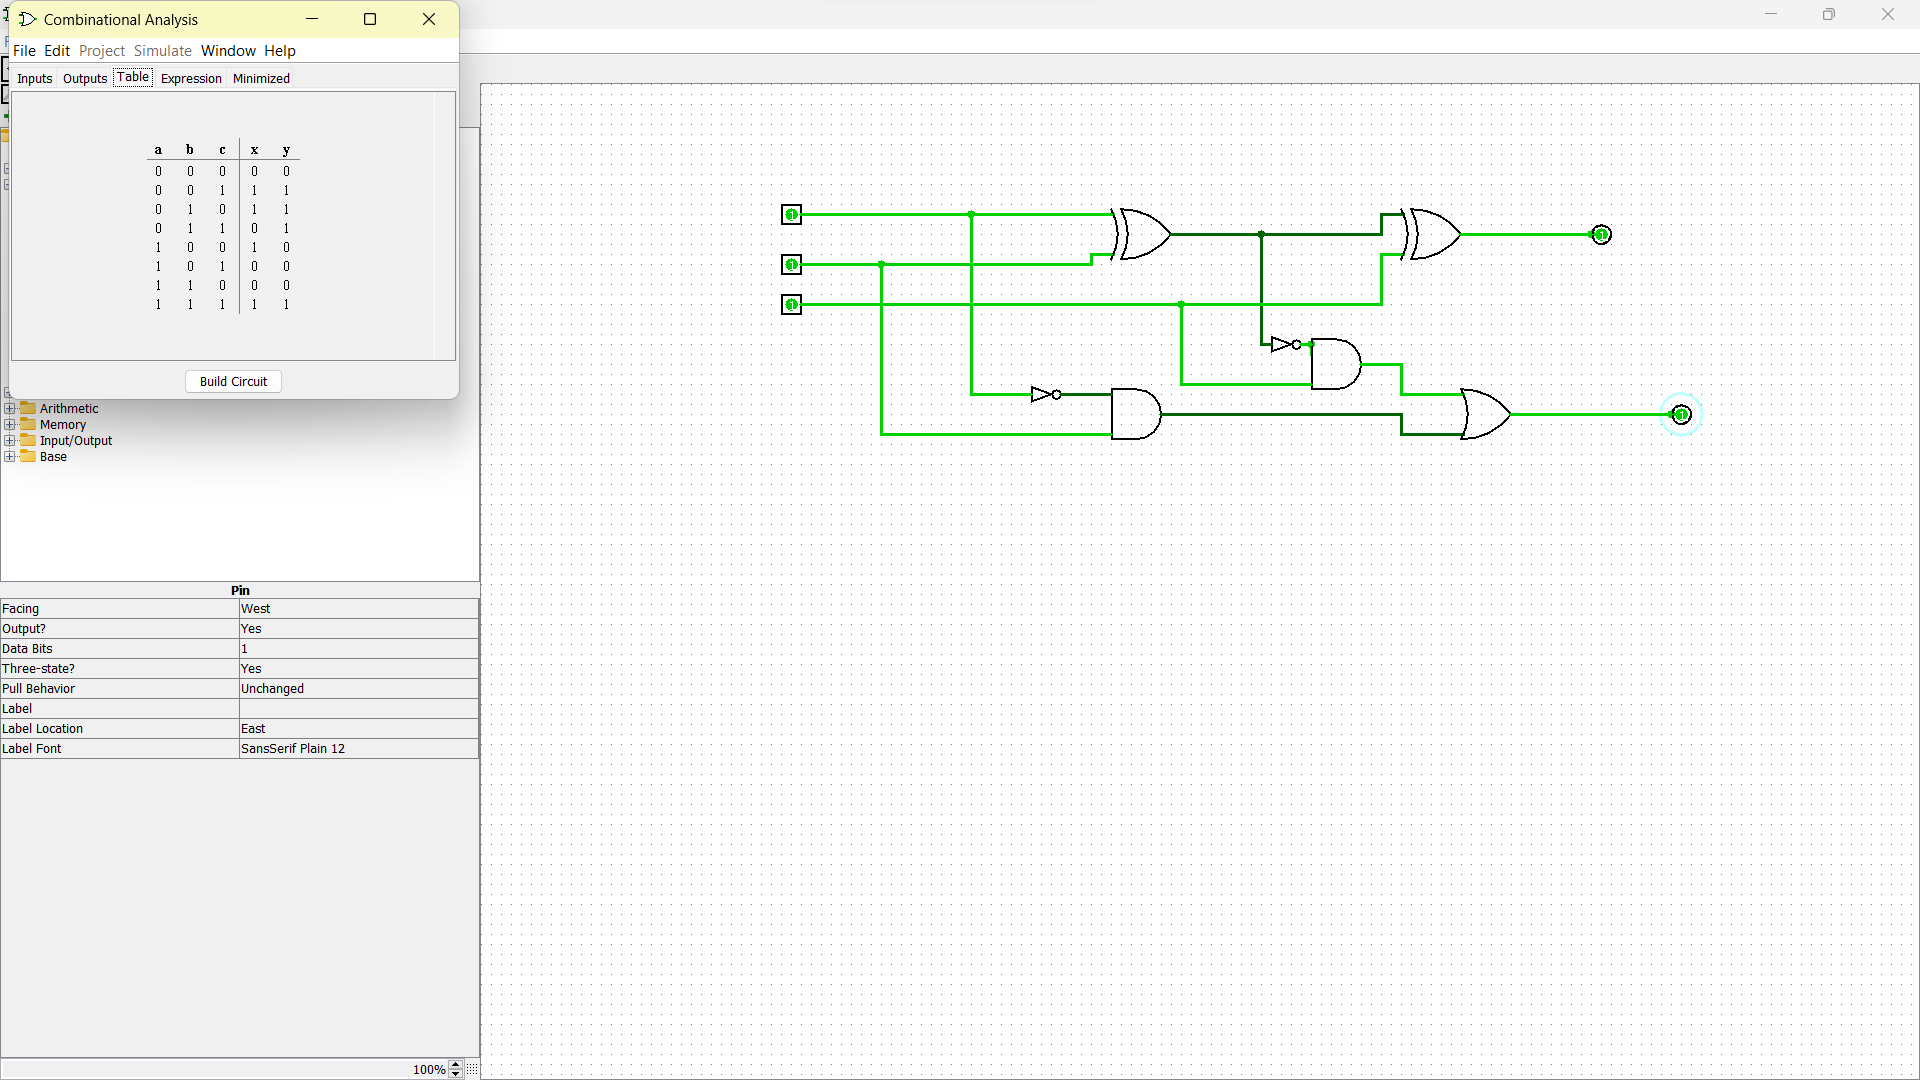 Combinational Analysis
File Edit Project Simulate Window Help
Inputs Outputs Table Expression Minimized
a b c x y
0 0 0 0 0
0 0 1 1 1
0 1 0 1 1
0 1 1 0 1
1 0 0 1 0
1 0 1 0 0
1 1 0 0 0
1 1 1 1 1
Build Circuit
Arithmetic
Memory
Input/Output
Base
Pin
Facing West
Output? Yes
Data Bits 1
Three-state? Yes
Pull Behavior Unchanged
Label
Label Location East
Label Font SansSerif Plain 12
100%
1
1
1
1
1